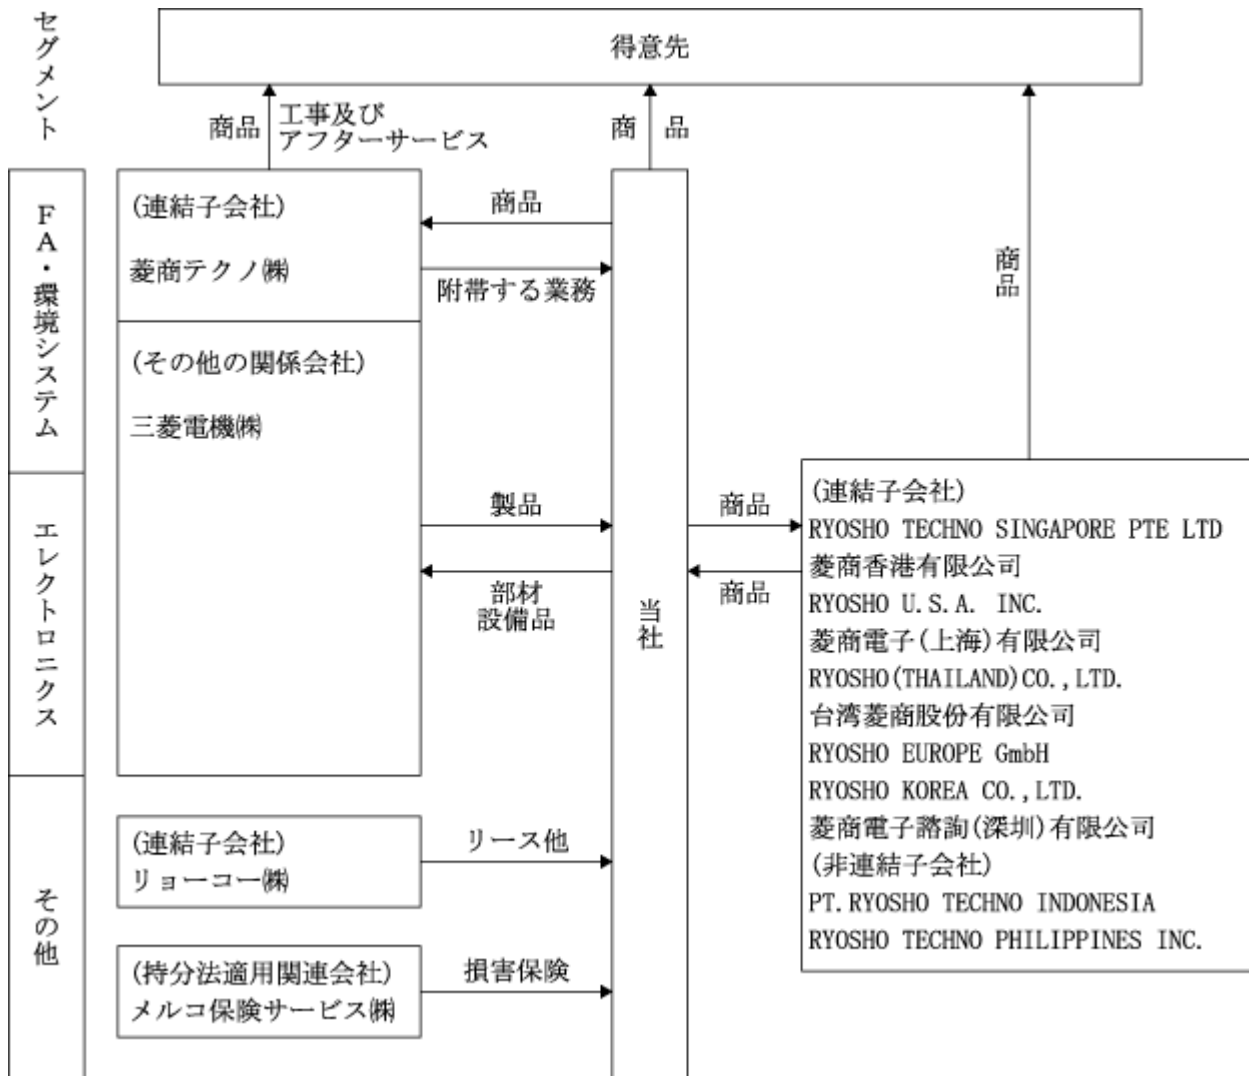 セグメント
得意先
商品
工事及び
アフターサービス
商品
商品
FA・環境システム
(連結子会社)
菱商テクノ㈱
商品
附帯する業務
(その他の関係会社)
三菱電機㈱
エレクトロニクス
製品
部材
設備品
当社
商品
商品
(連結子会社)
RYOSHO TECHNO SINGAPORE PTE LTD
菱商香港有限公司
RYOSHO U.S.A. INC.
菱商電子(上海)有限公司
RYOSHO(THAILAND)CO.,LTD.
台湾菱商股份有限公司
RYOSHO EUROPE GmbH
RYOSHO KOREA CO.,LTD.
菱商電子諮詢(深圳)有限公司
(非連結子会社)
PT.RYOSHO TECHNO INDONESIA
RYOSHO TECHNO PHILIPPINES INC.
その他
(連結子会社)
リョーコー㈱
リース他
(持分法適用関連会社)
メルコ保険サービス㈱
損害保険